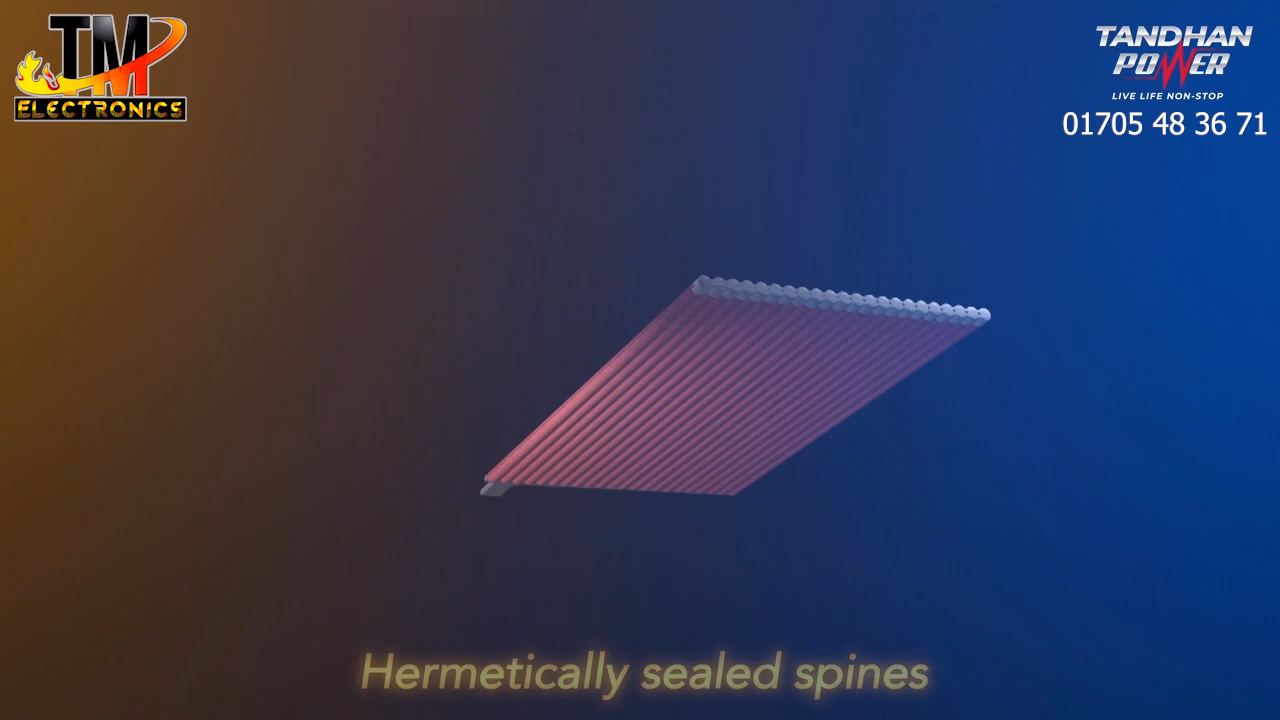 TM
ELECTRONICS
TANDHAN
POWER
LIVE LIFE NON-STOP
01705 48 36 71
Hermetically sealed spines